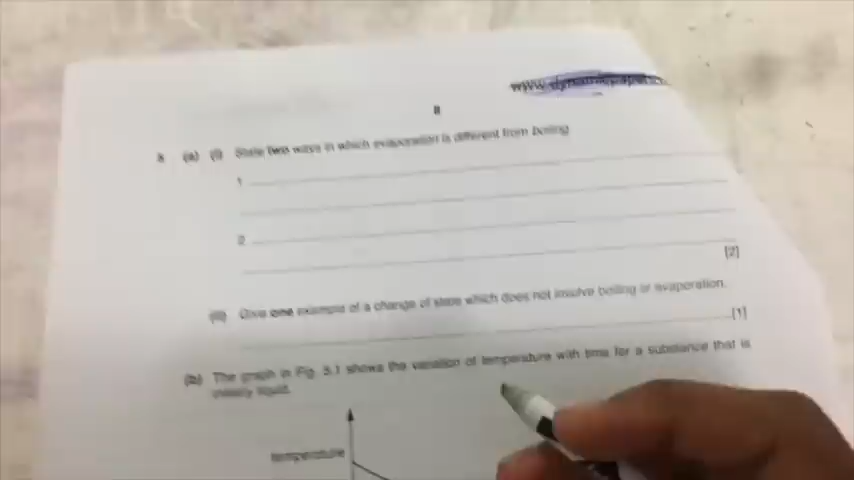 8
5 (a) (i) State two ways in which evaporation is different from boiling.
1
2
[2]
(ii) Give one example of a change of state which does not involve boiling or evaporation.
[1]
(b) The graph in Fig. 5.1 shows the variation of temperature with time for a substance that is
initially liquid.
temperature